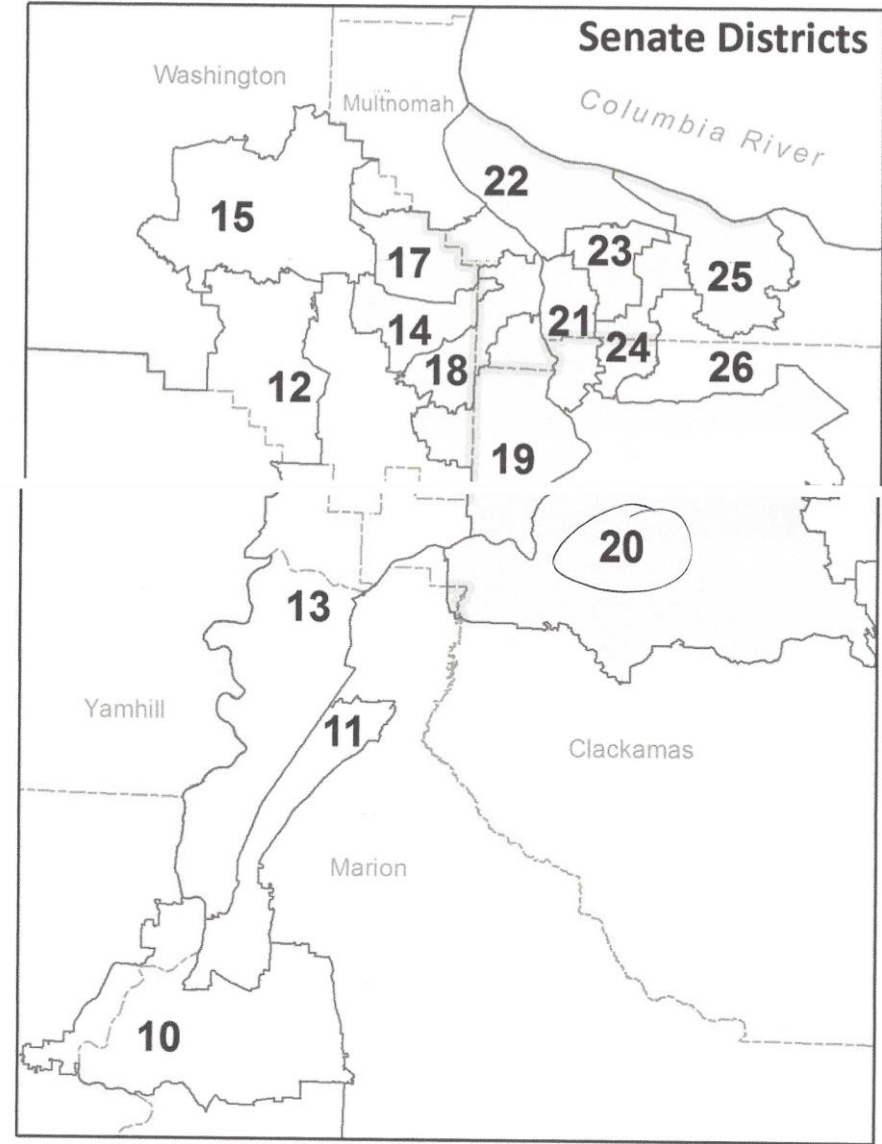 Senate Districts
Washington
Multnomah
Columbia River
22
15
23
17
25
21
14
24
18
26
12
19
20
13
Yamhill
11
Clackamas
Marion
10